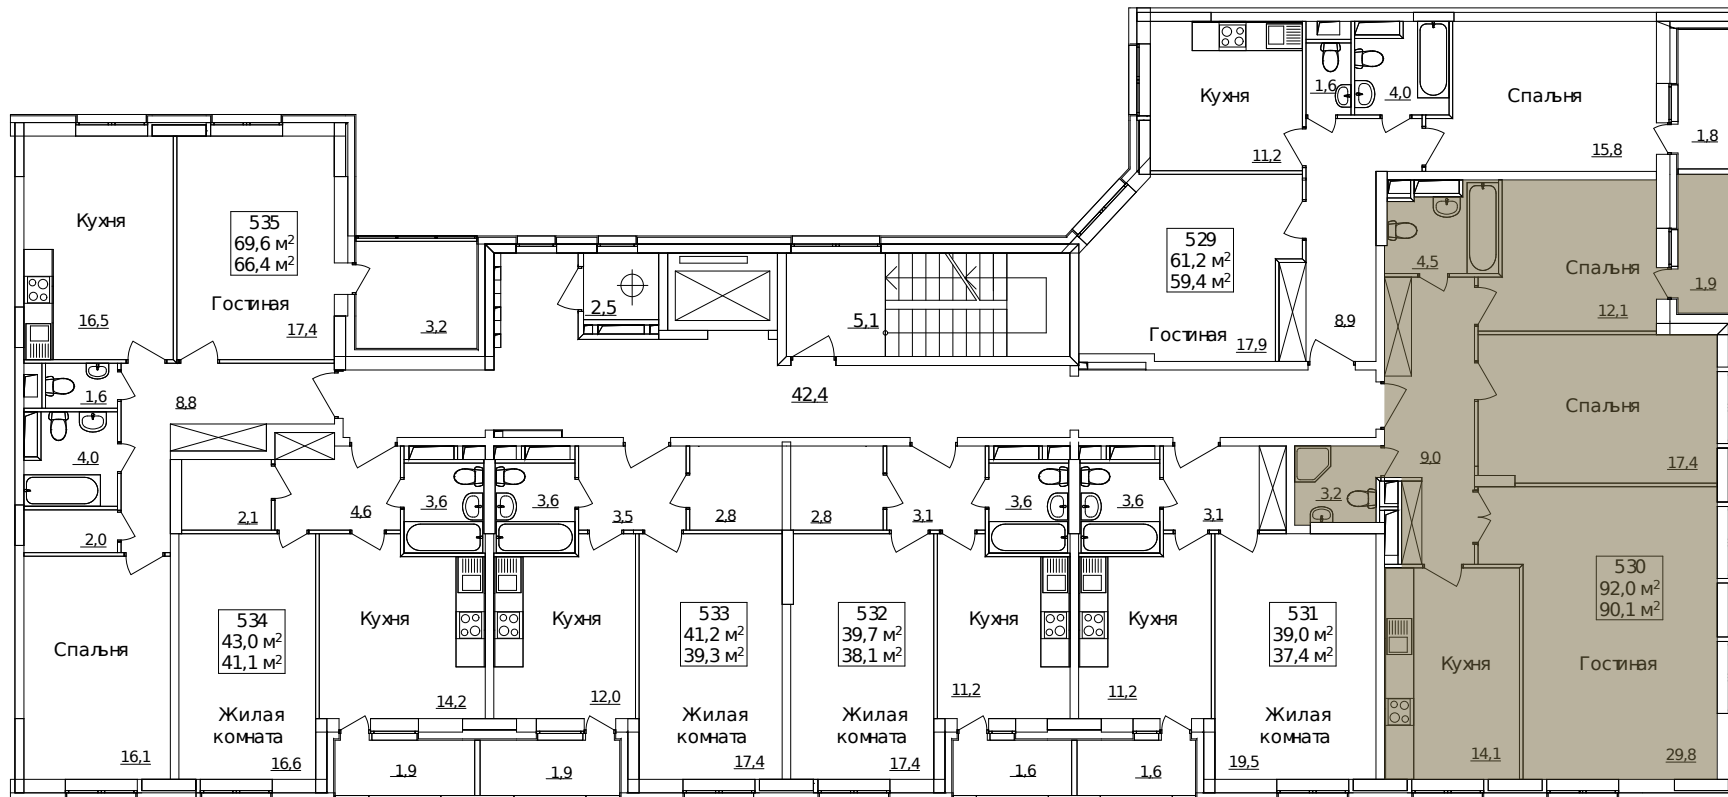 Кухня
11,2
1,6
4,0
Спальня
15,8
1,8
Кухня
16,5
535
69,6 м²
66,4 м²
Гостиная
17,4
3,2
2,5
5,1
529
61,2 м²
59,4 м²
Гостиная
17,9
8,9
4,5
Спальня
12,1
1,9
1,6
8,8
42,4
Спальня
17,4
4,0
2,0
2,1
4,6
3,6
3,6
3,5
2,8
2,8
3,1
3,6
3,6
3,1
3,2
9,0
Спальня
16,1
534
43,0 м²
41,1 м²
Жилая
комната
16,6
Кухня
14,2
Кухня
12,0
533
41,2 м²
39,3 м²
Жилая
комната
17,4
532
39,7 м²
38,1 м²
Жилая
комната
17,4
Кухня
11,2
Кухня
11,2
531
39,0 м²
37,4 м²
Жилая
комната
19,5
Кухня
14,1
530
92,0 м²
90,1 м²
Гостиная
29,8
1,9
1,9
1,6
1,6